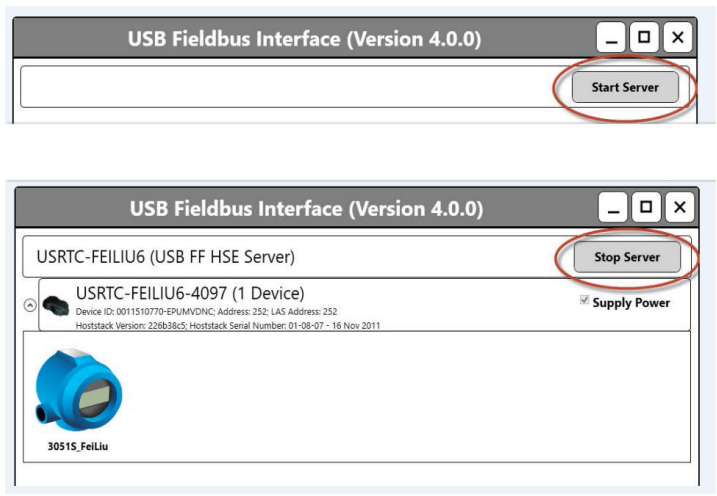 USB Fieldbus Interface (Version 4.0.0)
Start Server
USB Fieldbus Interface (Version 4.0.0)
USRTC-FEILIU6 (USB FF HSE Server)
Stop Server
USRTC-FEILIU6-4097 (1 Device)
Supply Power
Device ID: 0011510770-EPUMVDNC; Address: 252; LAS Address: 252
Hoststack Version: 226b38c5; Hoststack Serial Number: 01-08-07 - 16 Nov 2011
3051S_FeiLiu